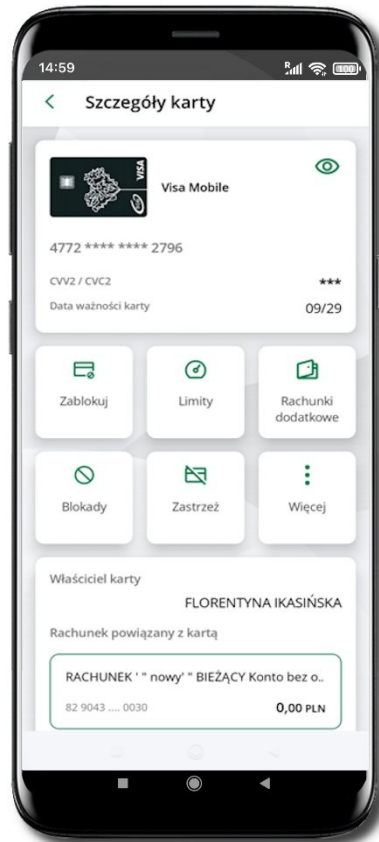 14:59
R
100
Szczegóły karty
VISA
Visa Mobile
4772 **** **** 2796
CVV2 / CVC2 ***
Data ważności karty 09/29
Zablokuj
Limity
Rachunki
dodatkowe
Blokady
Zastrzeż
Więcej
Właściciel karty
FLORENTYNA IKASIŃSKA
Rachunek powiązany z kartą
RACHUNEK ' " nowy' " BIEŻĄCY Konto bez o..
82 9043 .... 0030 0,00 PLN